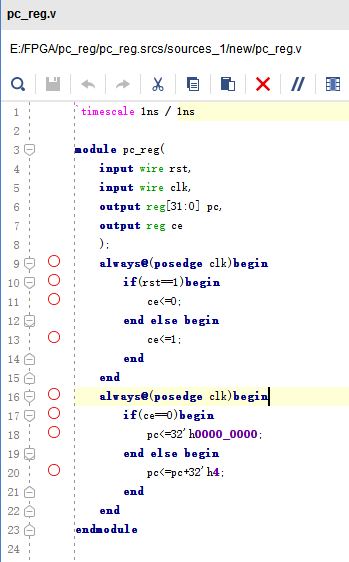 pc_reg.v
E:/FPGA/pc_reg/pc_reg.srcs/sources_1/new/pc_reg.v
1 `timescale 1ns / 1ns
2
3 module pc_reg(
4 input wire rst,
5 input wire clk,
6 output reg[31:0] pc,
7 output reg ce
8 );
9 always@(posedge clk)begin
10 if(rst==1)begin
11 ce<=0;
12 end else begin
13 ce<=1;
14 end
15 end
16 always@(posedge clk)begin
17 if(ce==0)begin
18 pc<=32'h0000_0000;
19 end else begin
20 pc<=pc+32'h4;
21 end
22 end
23 endmodule
24